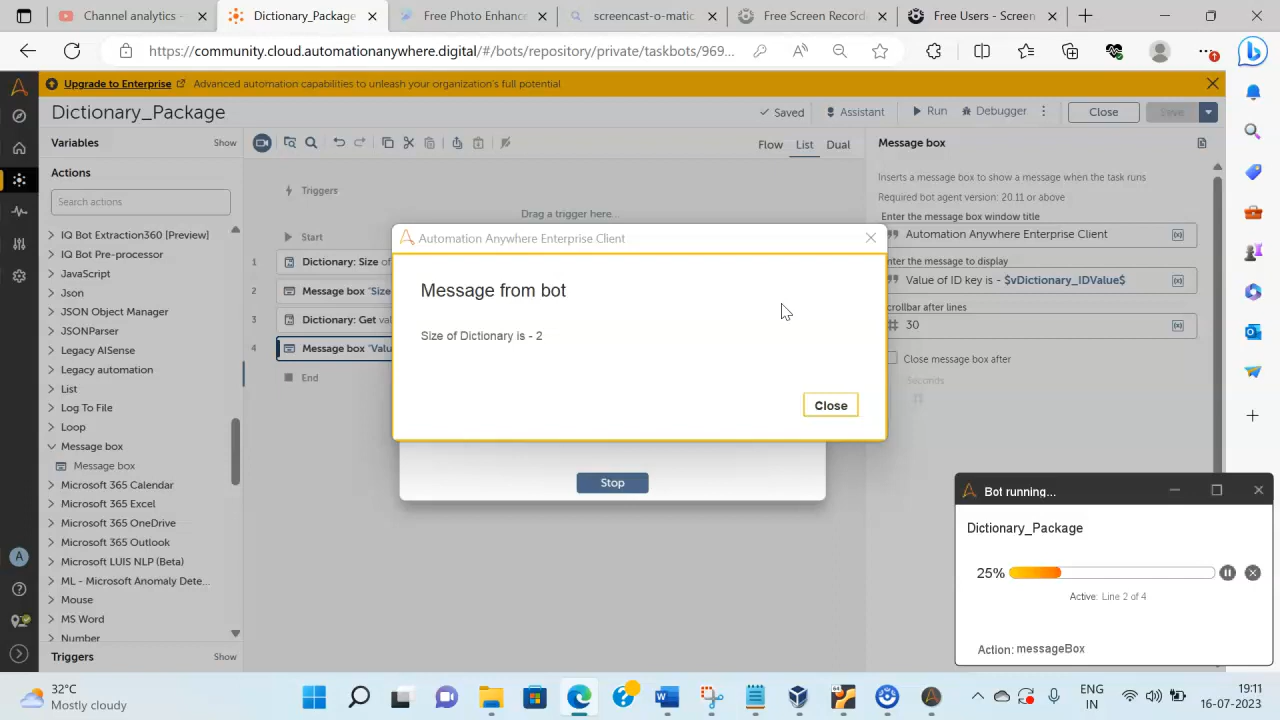 Channel analytics -
Dictionary_Package
Free Photo Enhance
screencast-o-matic
Free Screen Record
Free Users - Screen
https://community.cloud.automationanywhere.digital/#/bots/repository/private/taskbots/969...
Upgrade to Enterprise
Advanced automation capabilities to unleash your organization's full potential
Dictionary_Package
Saved
Assistant
Run
Debugger
Close
Save
Variables
Show
Flow
List
Dual
Message box
Actions
Search actions
Inserts a message box to show a message when the task runs
Required bot agent version: 20.11 or above
Enter the message box window title
Automation Anywhere Enterprise Client
Enter the message to display
Value of ID key is - $vDictionary_IDValue$
Scrollbar after lines
30
Close message box after
Seconds
IQ Bot Extraction360 [Preview]
IQ Bot Pre-processor
JavaScript
Json
JSON Object Manager
JSONParser
Legacy AISense
Legacy automation
List
Log To File
Loop
Message box
Message box
Microsoft 365 Calendar
Microsoft 365 Excel
Microsoft 365 OneDrive
Microsoft 365 Outlook
Microsoft LUIS NLP (Beta)
ML - Microsoft Anomaly Dete...
Mouse
MS Word
Number
Triggers
Show
Triggers
Drag a trigger here...
Start
1 Dictionary: Size of
2 Message box "Size
3 Dictionary: Get val
4 Message box "Valu
End
Automation Anywhere Enterprise Client
Message from bot
Size of Dictionary is - 2
Close
Stop
Bot running...
Dictionary_Package
25%
Active: Line 2 of 4
Action: messageBox
32°C
Mostly cloudy
ENG
IN
19:11
16-07-2023